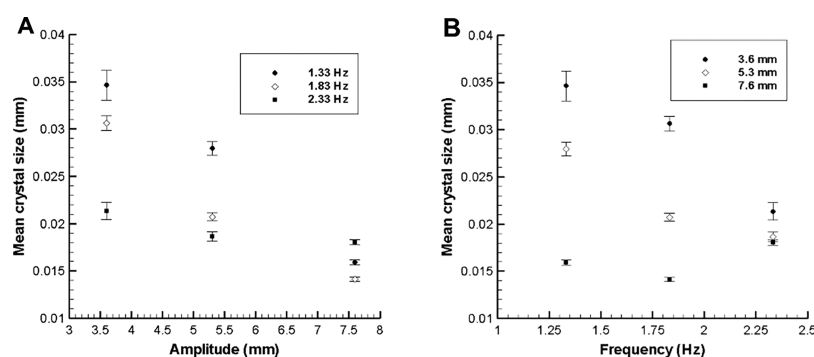 A
Mean crystal size (mm)
0.04
0.035
0.03
0.025
0.02
0.015
0.01
1.33 Hz
1.83 Hz
2.33 Hz
3 3.5 4 4.5 5 5.5 6 6.5 7 7.5 8
Amplitude (mm)
B
Mean crystal size (mm)
0.04
0.035
0.03
0.025
0.02
0.015
0.01
3.6 mm
5.3 mm
7.6 mm
1 1.25 1.5 1.75 2 2.25 2.5
Frequency (Hz)